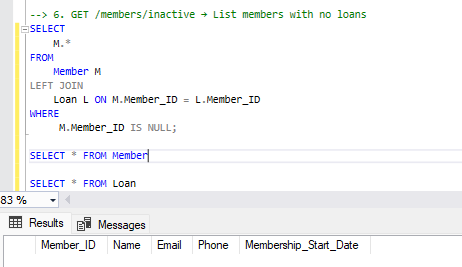 --> 6. GET /members/inactive → List members with no loans
SELECT
M.*
FROM
Member M
LEFT JOIN
Loan L ON M.Member_ID = L.Member_ID
WHERE
M.Member_ID IS NULL;
SELECT * FROM Member
SELECT * FROM Loan
83 %
Results Messages
Member_ID Name Email Phone Membership_Start_Date